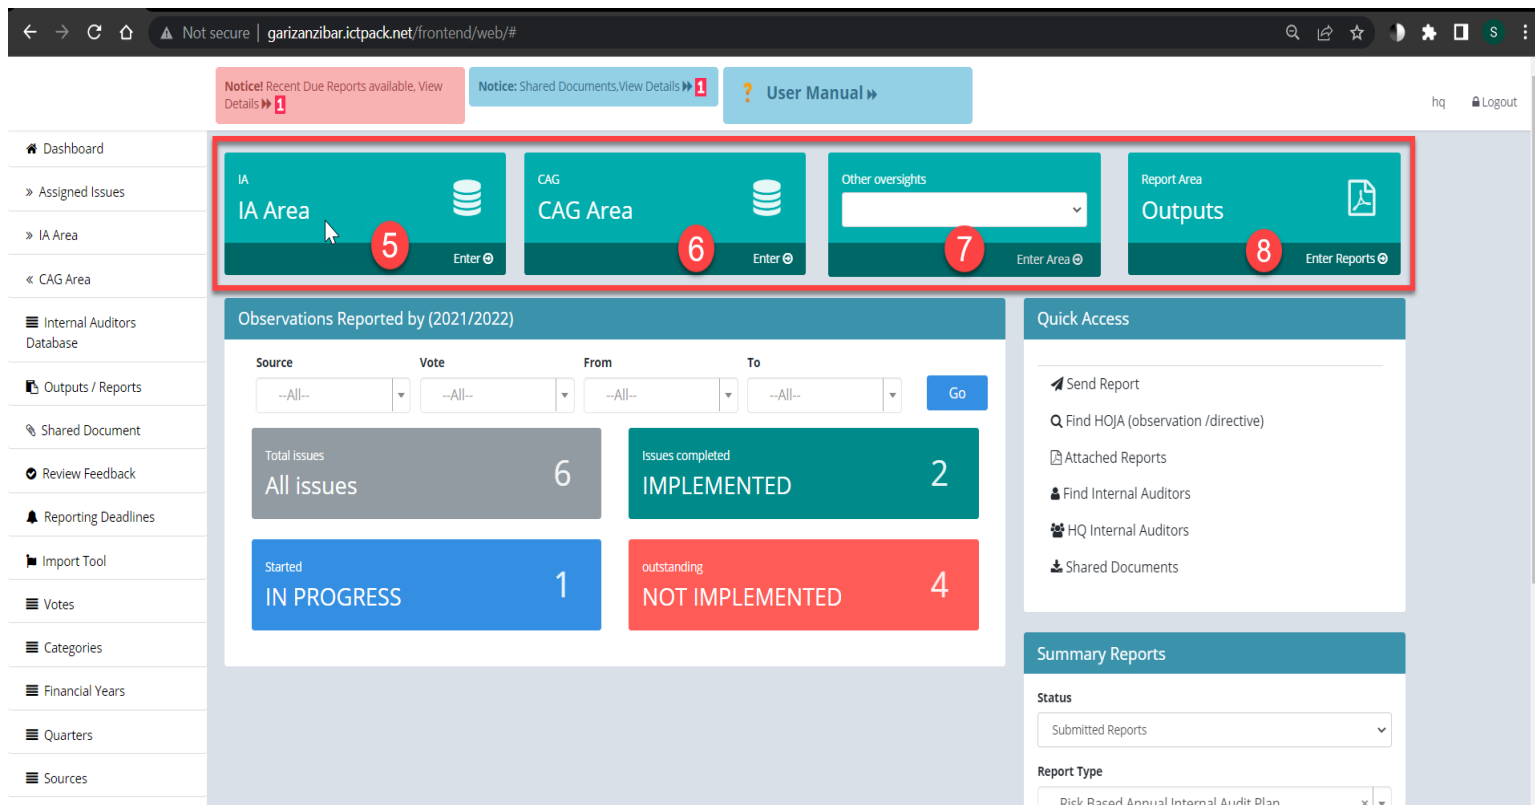 Not secure | garizanzibar.ictpack.net/frontend/web/#
S
Notice! Recent Due Reports available, View
Details 1
Notice: Shared Documents,View Details 1
? User Manual
hq Logout
Dashboard
Assigned Issues
IA Area
CAG Area
Internal Auditors
Database
Outputs / Reports
Shared Document
Review Feedback
Reporting Deadlines
Import Tool
Votes
Categories
Financial Years
Quarters
Sources
IA
IA Area
5
Enter
CAG
CAG Area
6
Enter
Other oversights
7
Enter Area
Report Area
Outputs
8
Enter Reports
Observations Reported by (2021/2022)
Source Vote From To
--All-- --All-- --All-- --All-- Go
Total issues
All issues 6
Issues completed
IMPLEMENTED 2
Started
IN PROGRESS 1
outstanding
NOT IMPLEMENTED 4
Quick Access
Send Report
Find HOJA (observation /directive)
Attached Reports
Find Internal Auditors
HQ Internal Auditors
Shared Documents
Summary Reports
Status
Submitted Reports
Report Type
Risk Based Annual Internal Audit Plan ×